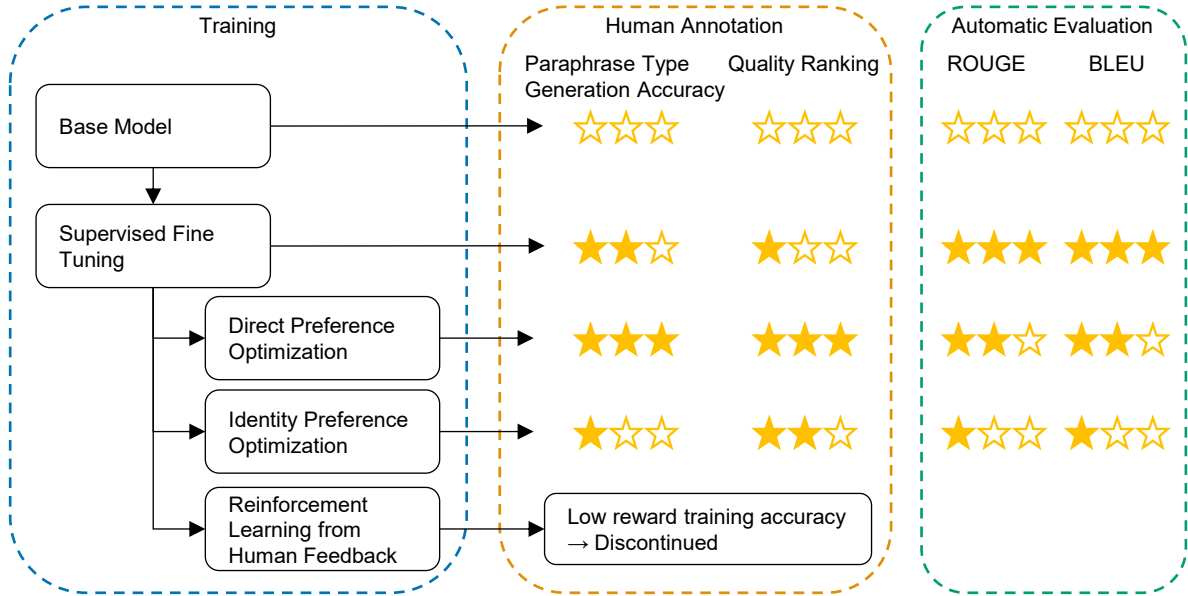 Training
Human Annotation
Automatic Evaluation
Paraphrase Type
Generation Accuracy
Quality Ranking
ROUGE
BLEU
Base Model
Supervised Fine
Tuning
Direct Preference
Optimization
Identity Preference
Optimization
Reinforcement
Learning from
Human Feedback
Low reward training accuracy
→ Discontinued